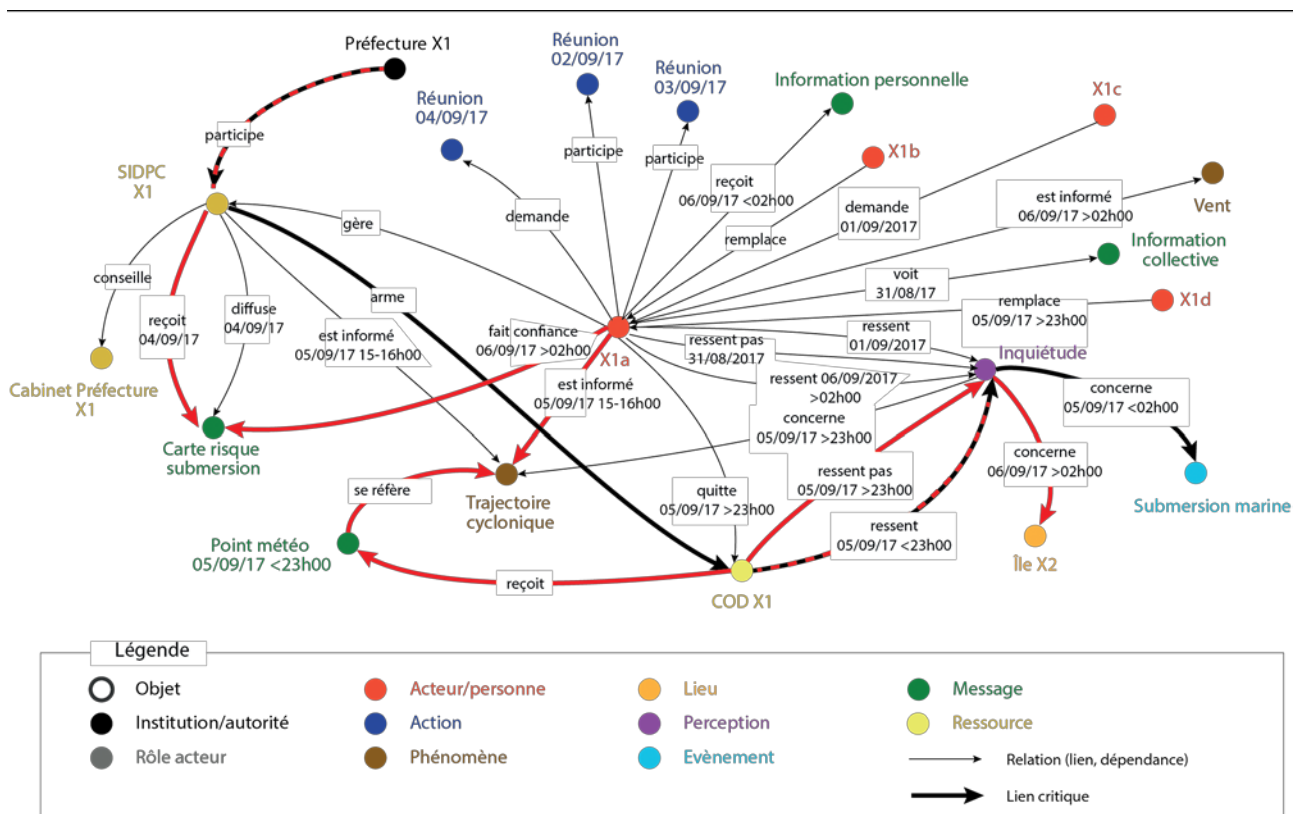 Préfecture X1
Réunion
02/09/17
Réunion
03/09/17
Réunion
04/09/17
Information personnelle
X1c
participe
SIDPC
X1
participe
participe
X1b
reçoit
06/09/17 <02h00
est informé
06/09/17 >02h00
Vent
demande
demande
01/09/2017
gère
remplace
Information
collective
conseille
voit
31/08/17
arme
remplace
05/09/17 >23h00
X1d
reçoit
04/09/17
diffuse
04/09/17
est informé
05/09/17 15-16h00
fait confiance
06/09/17 >02h00
X1a
ressent pas
31/08/2017
ressent
01/09/2017
Inquiétude
Cabinet Préfecture
X1
est informé
05/09/17 15-16h00
ressent 06/09/2017
>02h00
concerne
05/09/17 <02h00
concerne
05/09/17 >23h00
Carte risque
submersion
concerne
06/09/17 >02h00
ressent pas
05/09/17 >23h00
se réfère
Trajectoire
cyclonique
quitte
05/09/17 >23h00
Submersion marine
ressent
05/09/17 <23h00
Point météo
05/09/17 <23h00
Île X2
reçoit
COD X1
Légende
Objet
Acteur/personne
Lieu
Message
Institution/autorité
Action
Perception
Ressource
Rôle acteur
Phénomène
Evènement
Relation (lien, dépendance)
Lien critique